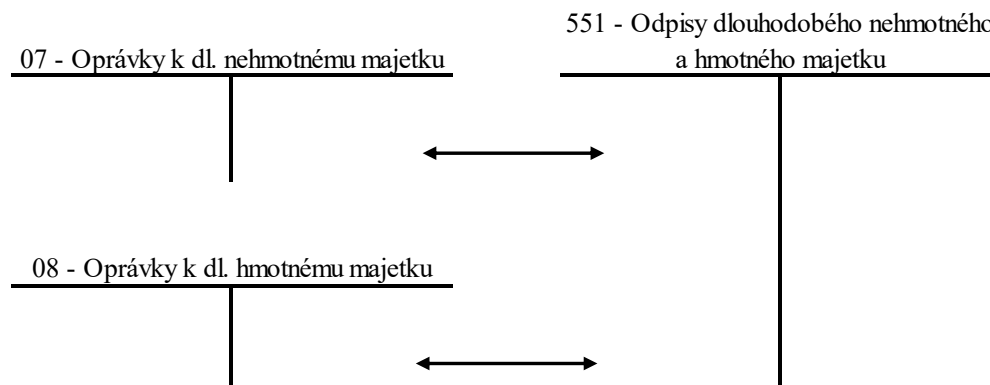 551 - Odpisy dlouhodobého nehmotného
07 - Oprávky k dl. nehmotnému majetku
a hmotného majetku
08 - Oprávky k dl. hmotnému majetku